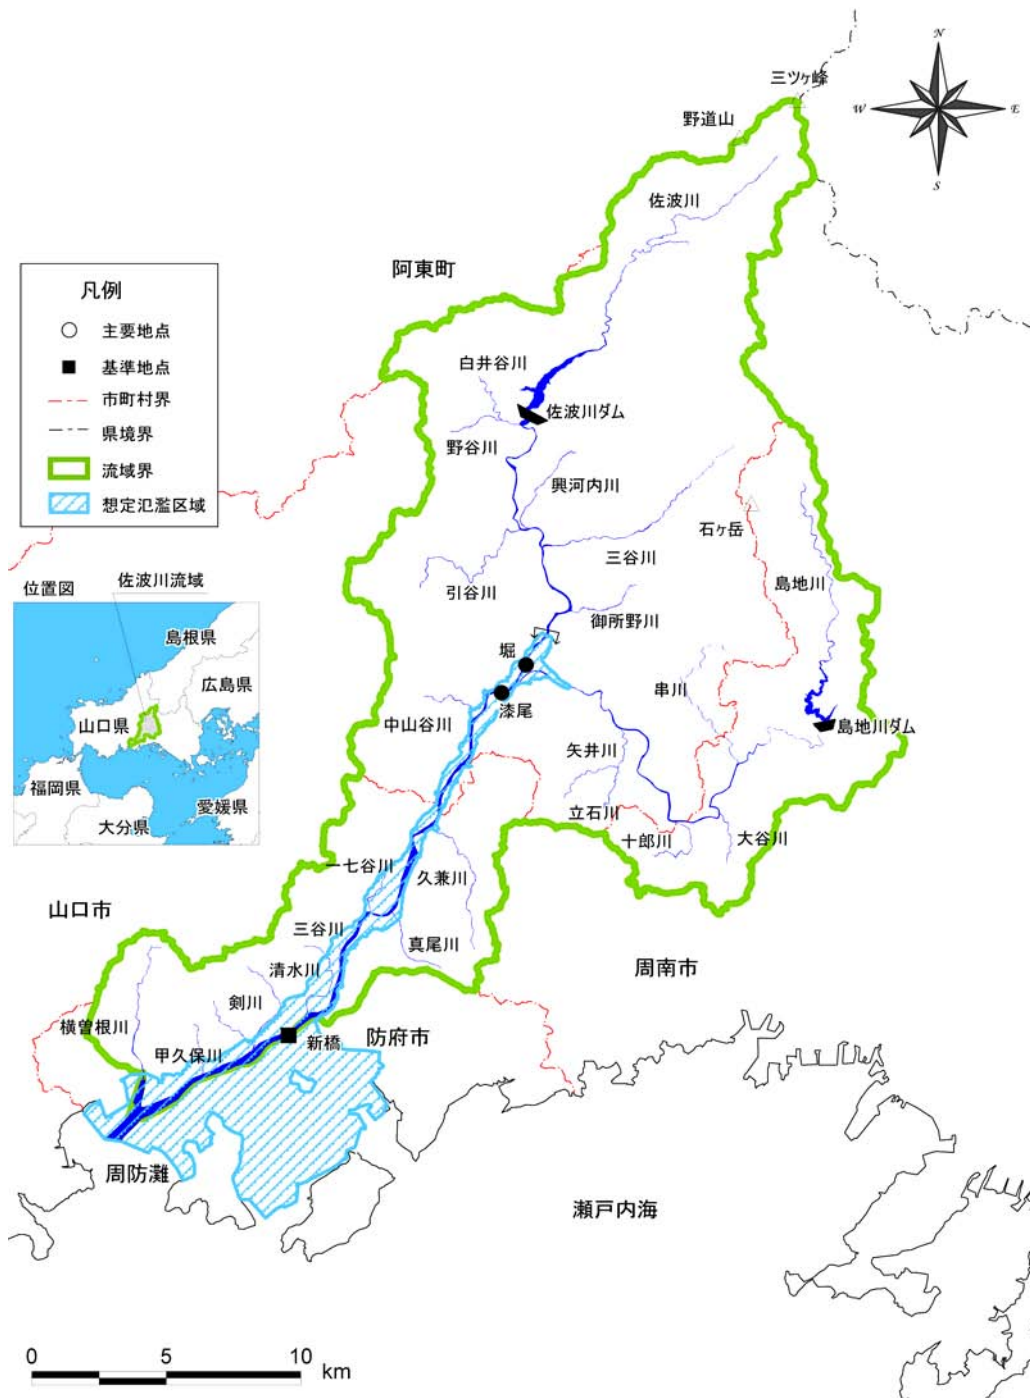 三ツヶ峰
野道山
N
W
E
S
佐波川
阿東町
凡例
主要地点
基準地点
市町村界
県境界
流域界
想定氾濫区域
白井谷川
佐波川ダム
野谷川
興河内川
石ヶ岳
三谷川
島地川
引谷川
御所野川
位置図
佐波川流域
島根県
広島県
山口県
福岡県
愛媛県
大分県
堀
漆尾
串川
中山谷川
島地川ダム
矢井川
立石川
十郎川
大谷川
一七谷川
久兼川
山口市
三谷川
真尾川
清水川
周南市
剣川
横曽根川
新橋
防府市
甲久保川
周防灘
瀬戸内海
0
5
10
km